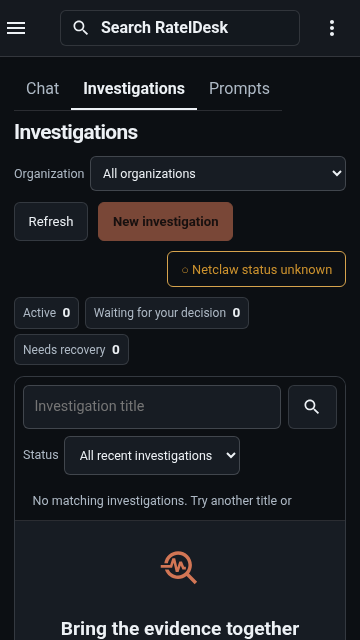 Search RatelDesk
Chat Investigations Prompts
Investigations
Organization All organizations
Refresh New investigation
○ Netclaw status unknown
Active 0 Waiting for your decision 0
Needs recovery 0
Investigation title
Status All recent investigations
No matching investigations. Try another title or
Bring the evidence together